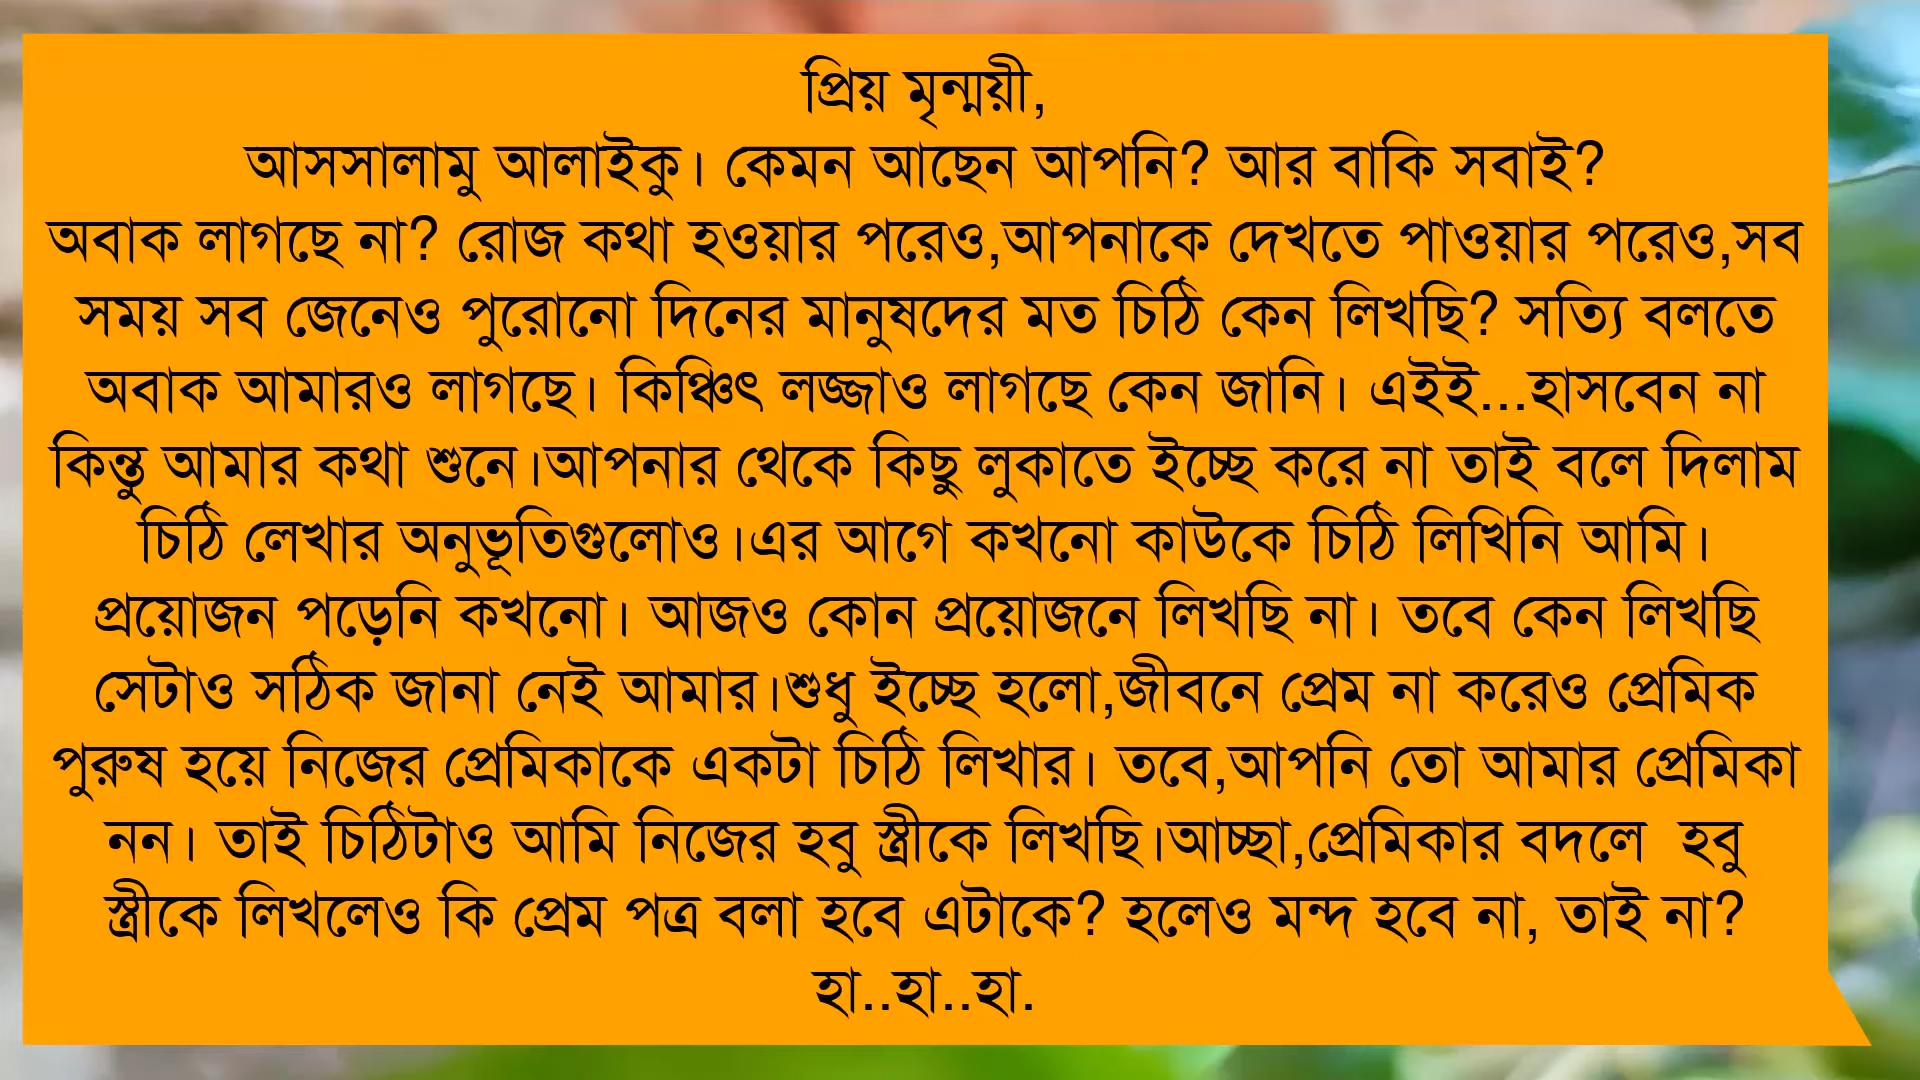 প্রিয় মৃন্ময়ী,
আসসালামু আলাইকু। কেমন আছেন আপনি? আর বাকি সবাই?
অবাক লাগছে না? রোজ কথা হওয়ার পরেও,আপনাকে দেখতে পাওয়ার পরেও,সব
সময় সব জেনেও পুরোনো দিনের মানুষদের মত চিঠি কেন লিখছি? সত্যি বলতে
অবাক আমারও লাগছে। কিঞ্চিৎ লজ্জাও লাগছে কেন জানি। এইই...হাসবেন না
কিন্তু আমার কথা শুনে।আপনার থেকে কিছু লুকাতে ইচ্ছে করে না তাই বলে দিলাম
চিঠি লেখার অনুভূতিগুলোও।এর আগে কখনো কাউকে চিঠি লিখিনি আমি।
প্রয়োজন পড়েনি কখনো। আজও কোন প্রয়োজনে লিখছি না। তবে কেন লিখছি
সেটাও সঠিক জানা নেই আমার।শুধু ইচ্ছে হলো,জীবনে প্রেম না করেও প্রেমিক
পুরুষ হয়ে নিজের প্রেমিকাকে একটা চিঠি লিখার। তবে,আপনি তো আমার প্রেমিকা
নন। তাই চিঠিটাও আমি নিজের হবু স্ত্রীকে লিখছি।আচ্ছা,প্রেমিকার বদলে  হবু
স্ত্রীকে লিখলেও কি প্রেম পত্র বলা হবে এটাকে? হলেও মন্দ হবে না, তাই না?
হা..হা..হা.